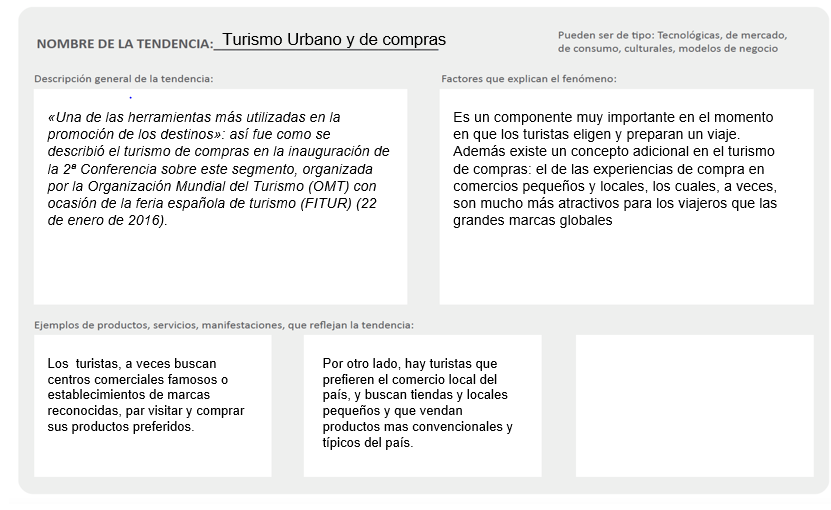 NOMBRE DE LA TENDENCIA: Turismo Urbano y de compras
Pueden ser de tipo: Tecnológicas, de mercado,
de consumo, culturales, modelos de negocio
Descripción general de la tendencia:
«Una de las herramientas más utilizadas en la
promoción de los destinos»: así fue como se
describió el turismo de compras en la inauguración de
la 2ª Conferencia sobre este segmento, organizada
por la Organización Mundial del Turismo (OMT) con
ocasión de la feria española de turismo (FITUR) (22
de enero de 2016).
Factores que explican el fenómeno:
Es un componente muy importante en el momento
en que los turistas eligen y preparan un viaje.
Además existe un concepto adicional en el turismo
de compras: el de las experiencias de compra en
comercios pequeños y locales, los cuales, a veces,
son mucho más atractivos para los viajeros que las
grandes marcas globales
Ejemplos de productos, servicios, manifestaciones, que reflejan la tendencia:
Los turistas, a veces buscan
centros comerciales famosos o
establecimientos de marcas
reconocidas, par visitar y comprar
sus productos preferidos.
Por otro lado, hay turistas que
prefieren el comercio local del
país, y buscan tiendas y locales
pequeños y que vendan
productos mas convencionales y
típicos del país.